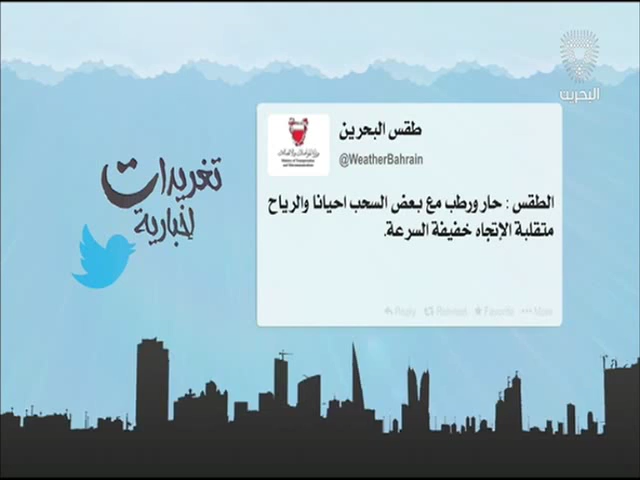 البحرين
تغريدات
إخبارية
طقس البحرين
@WeatherBahrain
الطقس : حار ورطب مع بعض السحب احيانا والرياح
متقلبة الإتجاه خفيفة السرعة.
Reply Retweet Favorite More